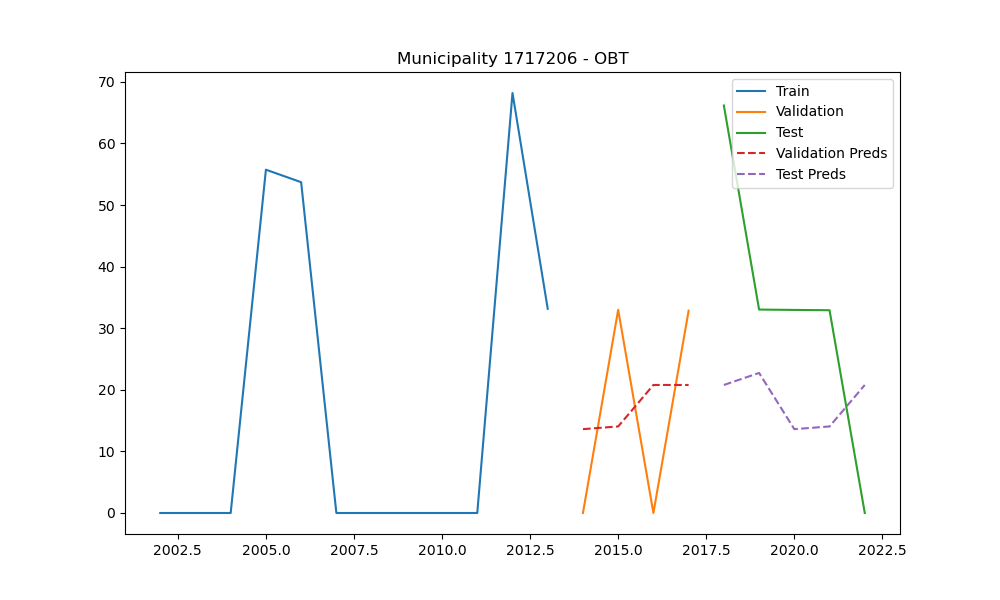 Municipality 1717206 - OBT
70
60
50
40
30
20
10
0
Train
Validation
Test
Validation Preds
Test Preds
2002.5 2005.0 2007.5 2010.0 2012.5 2015.0 2017.5 2020.0 2022.5